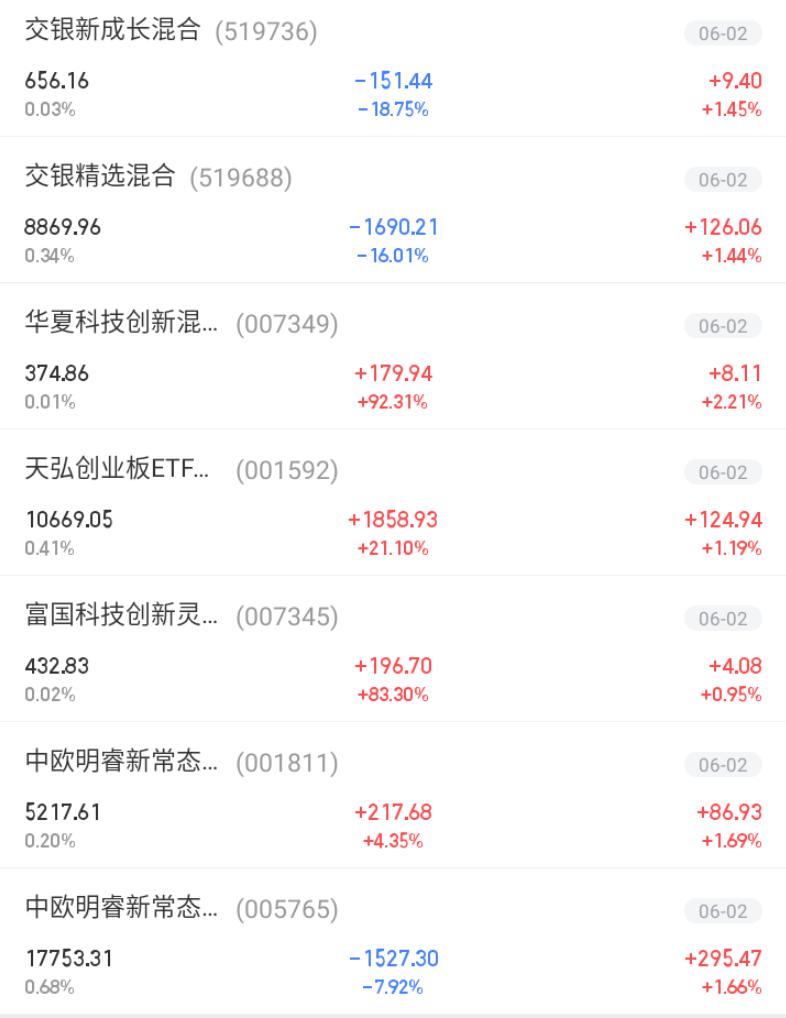 交银新成长混合 (519736) 06-02
656.16 -151.44 +9.40
0.03% -18.75% +1.45%
交银精选混合 (519688) 06-02
8869.96 -1690.21 +126.06
0.34% -16.01% +1.44%
华夏科技创新混... (007349) 06-02
374.86 +179.94 +8.11
0.01% +92.31% +2.21%
天弘创业板ETF... (001592) 06-02
10669.05 +1858.93 +124.94
0.41% +21.10% +1.19%
富国科技创新灵... (007345) 06-02
432.83 +196.70 +4.08
0.02% +83.30% +0.95%
中欧明睿新常态... (001811) 06-02
5217.61 +217.68 +86.93
0.20% +4.35% +1.69%
中欧明睿新常态... (005765) 06-02
17753.31 -1527.30 +295.47
0.68% -7.92% +1.66%